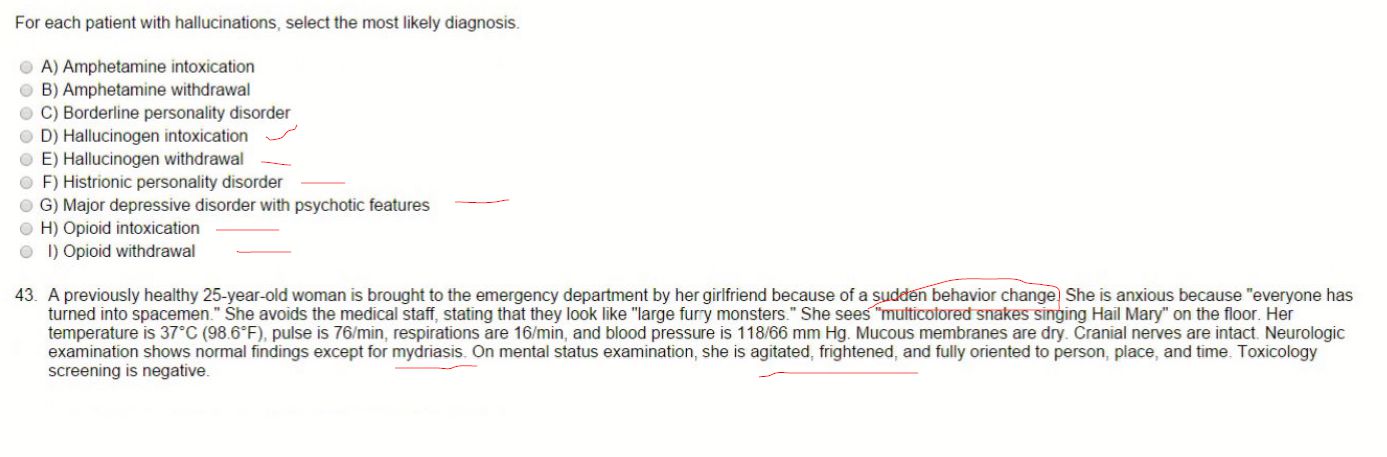 For each patient with hallucinations, select the most likely diagnosis.
A) Amphetamine intoxication
B) Amphetamine withdrawal
C) Borderline personality disorder
D) Hallucinogen intoxication
E) Hallucinogen withdrawal
F) Histrionic personality disorder
G) Major depressive disorder with psychotic features
H) Opioid intoxication
I) Opioid withdrawal
43. A previously healthy 25-year-old woman is brought to the emergency department by her girlfriend because of a sudden behavior change. She is anxious because "everyone has
turned into spacemen." She avoids the medical staff, stating that they look like "large furry monsters." She sees "multicolored snakes singing Hail Mary" on the floor. Her
temperature is 37°C (98.6°F), pulse is 76/min, respirations are 16/min, and blood pressure is 118/66 mm Hg. Mucous membranes are dry. Cranial nerves are intact. Neurologic
examination shows normal findings except for mydriasis. On mental status examination, she is agitated, frightened, and fully oriented to person, place, and time. Toxicology
screening is negative.